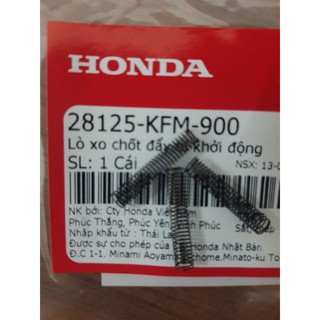 HONDA
28125-KFM-900
Lò xo chốt đẩy khởi động
SL: 1 Cái NSX: 13-0
NK bởi: Cty Honda Việt
Phúc Thắng, Phúc Yên, Phúc
Nhập khẩu từ : Thái La
Được sự cho phép của Honda Nhật Bản
Đ.C 1-1. Minami Aoyam chome.Minato-ku To